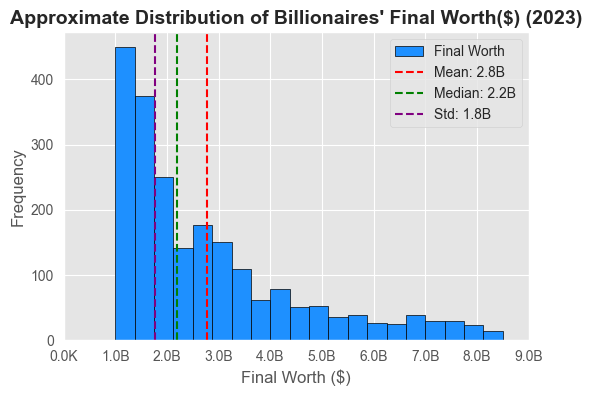 Approximate Distribution of Billionaires' Final Worth($) (2023)
Final Worth
Mean: 2.8B
Median: 2.2B
Std: 1.8B
Frequency
400
300
200
100
0
0.0K 1.0B 2.0B 3.0B 4.0B 5.0B 6.0B 7.0B 8.0B 9.0B
Final Worth ($)